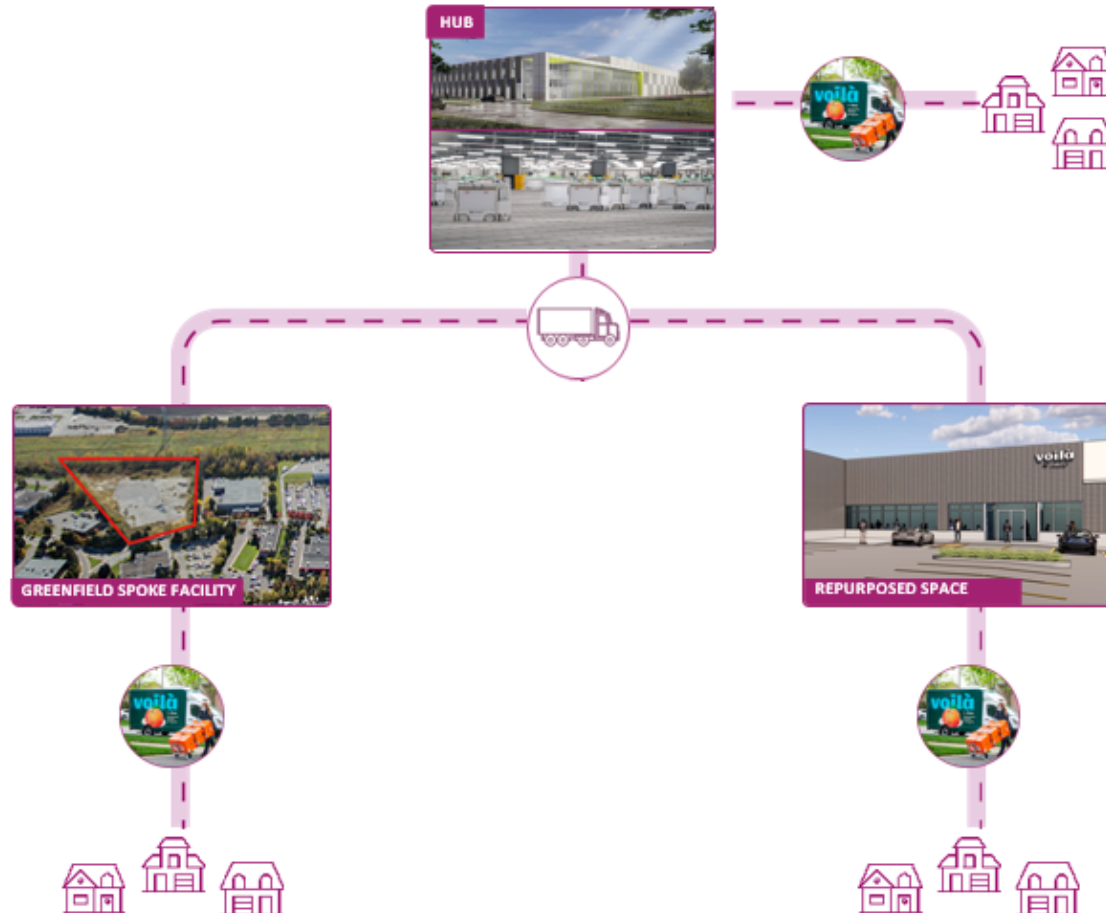 HUB
voilà
GREENFIELD SPOKE FACILITY
voilà
REPURPOSED SPACE
voilà
voilà